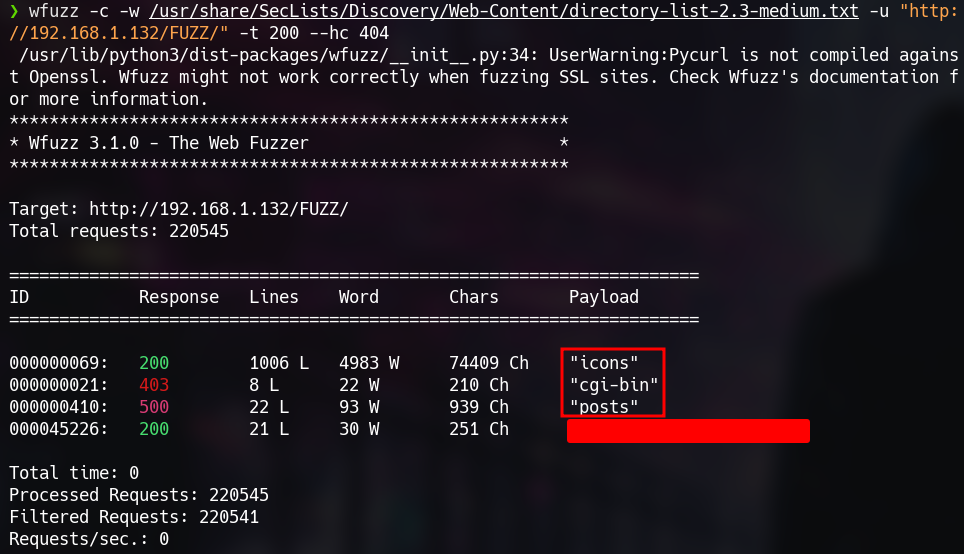 ❯ wfuzz -c -w /usr/share/SecLists/Discovery/Web-Content/directory-list-2.3-medium.txt -u "http:
//192.168.1.132/FUZZ/" -t 200 --hc 404
/usr/lib/python3/dist-packages/wfuzz/__init__.py:34: UserWarning:Pycurl is not compiled agains
t Openssl. Wfuzz might not work correctly when fuzzing SSL sites. Check Wfuzz's documentation f
or more information.
********************************************************
* Wfuzz 3.1.0 - The Web Fuzzer                         *
********************************************************
Target: http://192.168.1.132/FUZZ/
Total requests: 220545
=====================================================================
ID           Response   Lines    Word       Chars       Payload
=====================================================================
000000069:   200        1006 L   4983 W     74409 Ch    "icons"
000000021:   403        8 L      22 W       210 Ch      "cgi-bin"
000000410:   500        22 L     93 W       939 Ch      "posts"
000045226:   200        21 L     30 W       251 Ch
Total time: 0
Processed Requests: 220545
Filtered Requests: 220541
Requests/sec.: 0